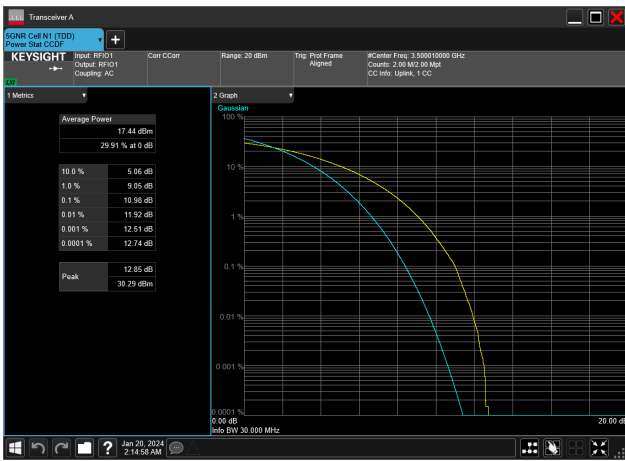 Transceiver A
5GNR Cell N1 (TDD)
Power Stat CCDF
KEYSIGHT
Input: RFIO1
Output: RFIO1
Coupling: AC
Corr CCorr
Range: 20 dBm
Trig: Prot Frame
Aligned
#Center Freq: 3.500010000 GHz
Counts: 2.00 M/2.00 Mpt
CC Info: Uplink, 1 CC
1 Metrics
Average Power
17.44 dBm
29.91 % at 0 dB
10.0 % 5.06 dB
1.0 % 9.05 dB
0.1 % 10.98 dB
0.01 % 11.92 dB
0.001 % 12.51 dB
0.0001 % 12.74 dB
Peak
12.85 dB
30.29 dBm
2 Graph
Gaussian
100 %
10 %
1 %
0.1 %
0.01 %
0.001 %
0.0001 %
0.00 dB
20.00 dB
Info BW 30.000 MHz
?
Jan 20, 2024
2:14:58 AM